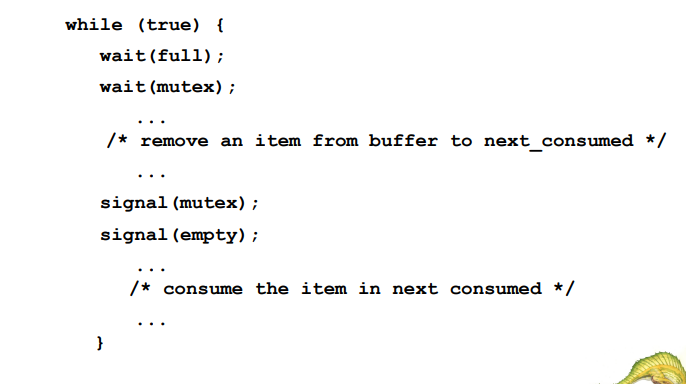 while (true) {
wait(full);
wait(mutex);
...
/* remove an item from buffer to next_consumed */
...
signal(mutex);
signal(empty);
...
/* consume the item in next consumed */
...
}